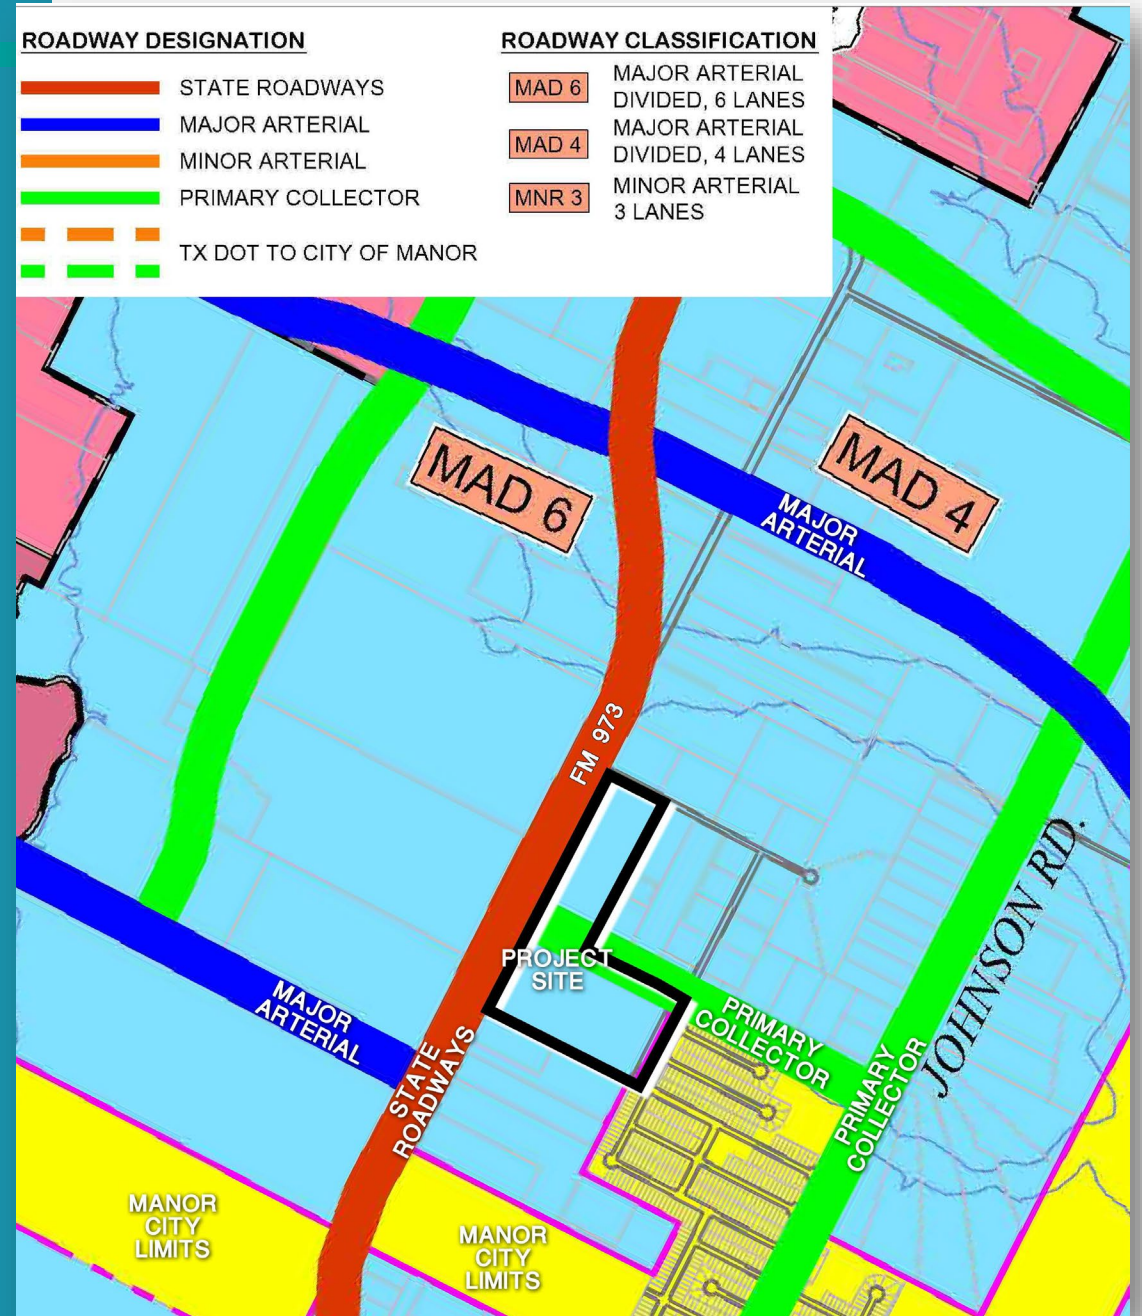 ROADWAY DESIGNATION
STATE ROADWAYS
MAJOR ARTERIAL
MINOR ARTERIAL
PRIMARY COLLECTOR
TX DOT TO CITY OF MANOR
ROADWAY CLASSIFICATION
MAD 6
MAJOR ARTERIAL
DIVIDED, 6 LANES
MAD 4
MAJOR ARTERIAL
DIVIDED, 4 LANES
MNR 3
MINOR ARTERIAL
3 LANES
MAD 6
MAD 4
MAJOR
ARTERIAL
FM 973
JOHNSON RD.
PROJECT
SITE
MAJOR
ARTERIAL
PRIMARY
COLLECTOR
STATE
ROADWAYS
PRIMARY
COLLECTOR
MANOR
CITY
LIMITS
MANOR
CITY
LIMITS